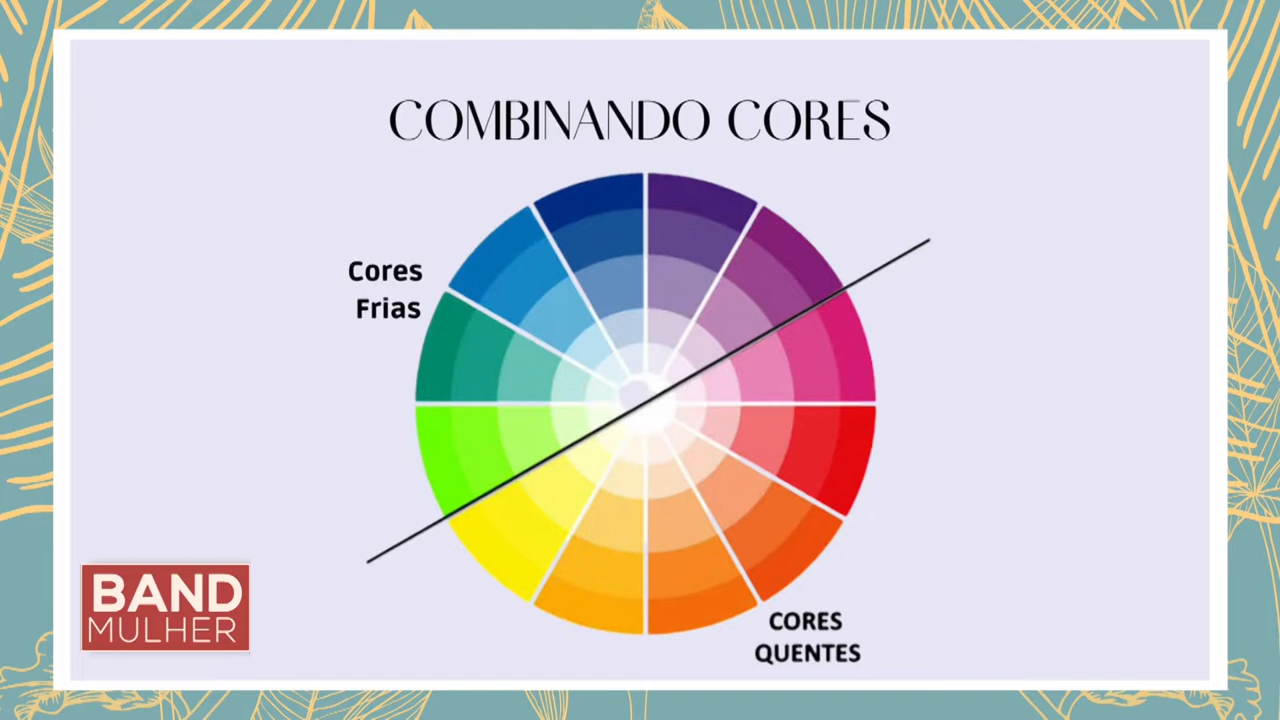 COMBINANDO CORES
Cores
Frias
CORES
QUENTES
BAND
MULHER